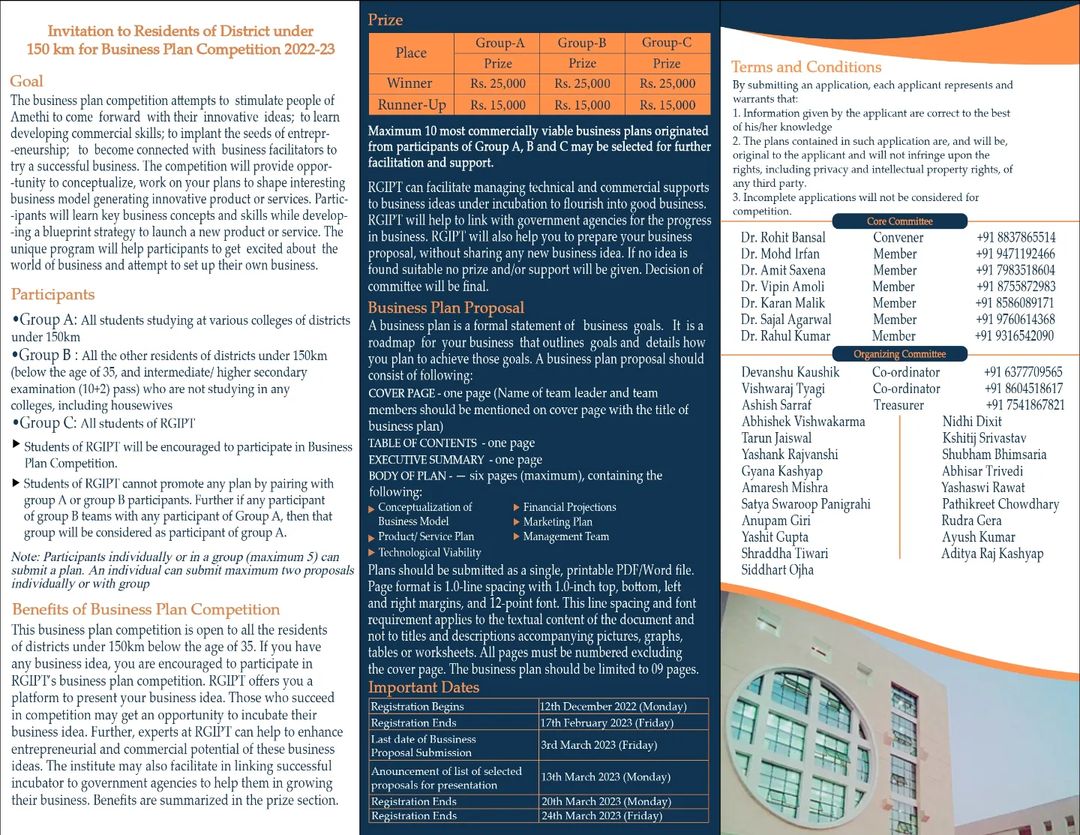 Invitation to Residents of District under
150 km for Business Plan Competition 2022-23
Goal
The business plan competition attempts to stimulate people of
Amethi to come forward with their innovative ideas; to learn
developing commercial skills; to implant the seeds of entrepr-
-eneurship; to become connected with business facilitators to
try a successful business. The competition will provide oppor-
-tunity to conceptualize, work on your plans to shape interesting
business model generating innovative product or services. Partic-
-ipants will learn key business concepts and skills while develop-
-ing a blueprint strategy to launch a new product or service. The
unique program will help participants to get excited about the
world of business and attempt to set up their own business.
Participants
•Group A: All students studying at various colleges of districts
under 150km
•Group B : All the other residents of districts under 150km
(below the age of 35, and intermediate/ higher secondary
examination (10+2) pass) who are not studying in any
colleges, including housewives
•Group C: All students of RGIPT
Students of RGIPT will be encouraged to participate in Business
Plan Competition.
Students of RGIPT cannot promote any plan by pairing with
group A or group B participants. Further if any participant
of group B teams with any participant of Group A, then that
group will be considered as participant of group A.
Note: Participants individually or in a group (maximum 5) can
submit a plan. An individual can submit maximum two proposals
individually or with group
Benefits of Business Plan Competition
This business plan competition is open to all the residents
of districts under 150km below the age of 35. If you have
any business idea, you are encouraged to participate in
RGIPT's business plan competition. RGIPT offers you a
platform to present your business idea. Those who succeed
in competition may get an opportunity to incubate their
business idea. Further, experts at RGIPT can help to enhance
entrepreneurial and commercial potential of these business
ideas. The institute may also facilitate in linking successful
incubator to government agencies to help them in growing
their business. Benefits are summarized in the prize section.
Prize
Place Group-A Group-B Group-C
Prize Prize Prize
Winner Rs. 25,000 Rs. 25,000 Rs. 25,000
Runner-Up Rs. 15,000 Rs. 15,000 Rs. 15,000
Maximum 10 most commercially viable business plans originated
from participants of Group A, B and C may be selected for further
facilitation and support.
RGIPT can facilitate managing technical and commercial supports
to business ideas under incubation to flourish into good business.
RGIPT will help to link with government agencies for the progress
in business. RGIPT will also help you to prepare your business
proposal, without sharing any new business idea. If no idea is
found suitable no prize and/or support will be given. Decision of
committee will be final.
Business Plan Proposal
A business plan is a formal statement of business goals. It is a
roadmap for your business that outlines goals and details how
you plan to achieve those goals. A business plan proposal should
consist of following:
COVER PAGE - one page (Name of team leader and team
members should be mentioned on cover page with the title of
business plan)
TABLE OF CONTENTS - one page
EXECUTIVE SUMMARY - one page
BODY OF PLAN - — six pages (maximum), containing the
following:
Conceptualization of
Business Model
Product/ Service Plan
Technological Viability
Financial Projections
Marketing Plan
Management Team
Plans should be submitted as a single, printable PDF/Word file.
Page format is 1.0-line spacing with 1.0-inch top, bottom, left
and right margins, and 12-point font. This line spacing and font
requirement applies to the textual content of the document and
not to titles and descriptions accompanying pictures, graphs,
tables or worksheets. All pages must be numbered excluding
the cover page. The business plan should be limited to 09 pages.
Important Dates
Registration Begins 12th December 2022 (Monday)
Registration Ends 17th February 2023 (Friday)
Last date of Bussiness
Proposal Submission 3rd March 2023 (Friday)
Anouncement of list of selected
proposals for presentation 13th March 2023 (Monday)
Registration Ends 20th March 2023 (Monday)
Registration Ends 24th March 2023 (Friday)
Terms and Conditions
By submitting an application, each applicant represents and
warrants that:
1. Information given by the applicant are correct to the best
of his/her knowledge
2. The plans contained in such application are, and will be,
original to the applicant and will not infringe upon the
rights, including privacy and intellectual property rights, of
any third party.
3. Incomplete applications will not be considered for
competition.
Core Committee
Dr. Rohit Bansal Convener +91 8837865514
Dr. Mohd Irfan Member +91 9471192466
Dr. Amit Saxena Member +91 7983518604
Dr. Vipin Amoli Member +91 8755872983
Dr. Karan Malik Member +91 8586089171
Dr. Sajal Agarwal Member +91 9760614368
Dr. Rahul Kumar Member +91 9316542090
Organizing Committee
Devanshu Kaushik Co-ordinator +91 6377709565
Vishwaraj Tyagi Co-ordinator +91 8604518617
Ashish Sarraf Treasurer +91 7541867821
Abhishek Vishwakarma
Tarun Jaiswal
Yashank Rajvanshi
Gyana Kashyap
Amaresh Mishra
Satya Swaroop Panigrahi
Anupam Giri
Yashit Gupta
Shraddha Tiwari
Siddhart Ojha
Nidhi Dixit
Kshitij Srivastav
Shubham Bhimsaria
Abhisar Trivedi
Yashaswi Rawat
Pathikreet Chowdhary
Rudra Gera
Ayush Kumar
Aditya Raj Kashyap